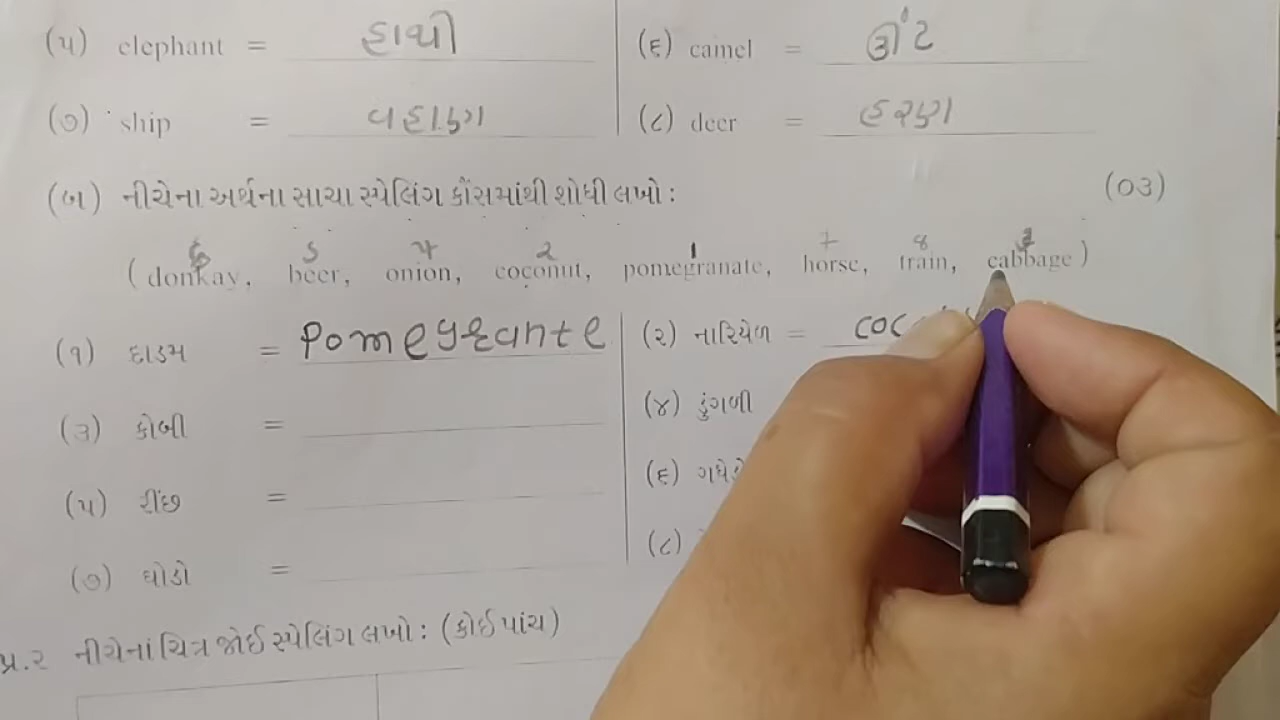 (૫) elephant = હાથી (૬) camel = ઊંટ
(૭) ship = વહાણ (૮) deer = હરણ
(બ) નીચેના અર્થના સાચા સ્પેલિંગ કૌંસમાંથી શોધી લખો : (03)
6 5 4 2 1 7 8 3
( donkay, beer, onion, coconut, pomegranate, horse, train, cabbage )
(૧) દાડમ = Pomegrante (૨) નારિયેળ =
(૩) કોબી = (૪) ડુંગળી
(૫) રીંછ = (૬)
(૭) ઘોડો = (૮)
પ્ર.૨ નીચેનાં ચિત્ર જોઈ સ્પેલિંગ લખો : (કોઈ પાંચ)